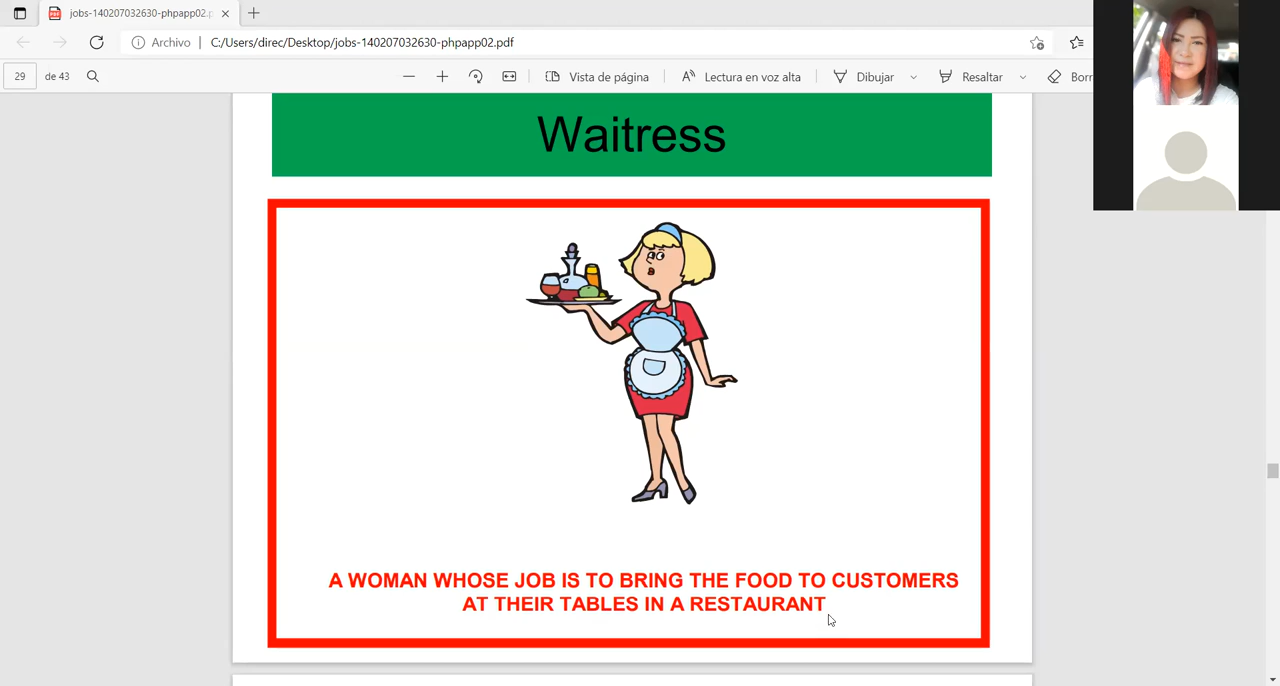 jobs-140207032630-phpapp02.p
Archivo
C:/Users/direc/Desktop/jobs-140207032630-phpapp02.pdf
29 de 43
Vista de página
Lectura en voz alta
Dibujar
Resaltar
Borr
Waitress
A WOMAN WHOSE JOB IS TO BRING THE FOOD TO CUSTOMERS
AT THEIR TABLES IN A RESTAURANT